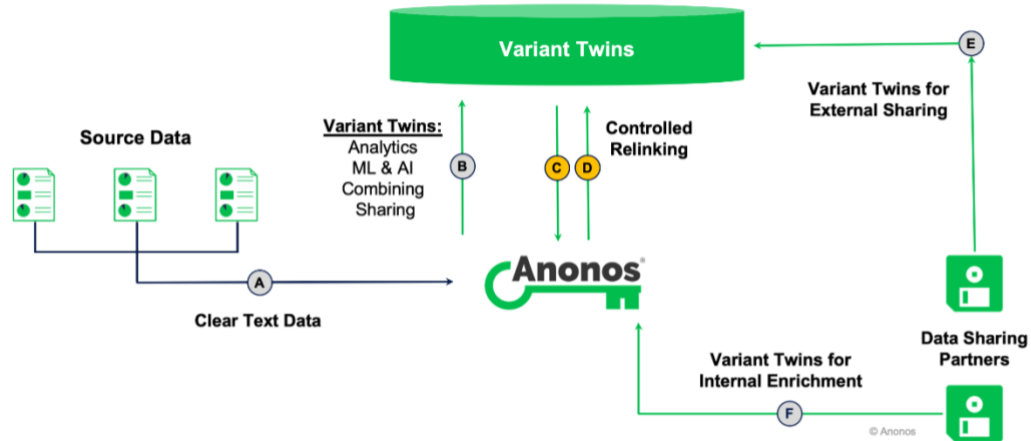 Variant Twins
E
Variant Twins for
External Sharing
Source Data
Variant Twins:
Analytics
ML & AI
Combining
Sharing
B
C
D
Controlled
Relinking
A
Clear Text Data
Anonos®
Data Sharing
Partners
Variant Twins for
Internal Enrichment
F
© Anonos